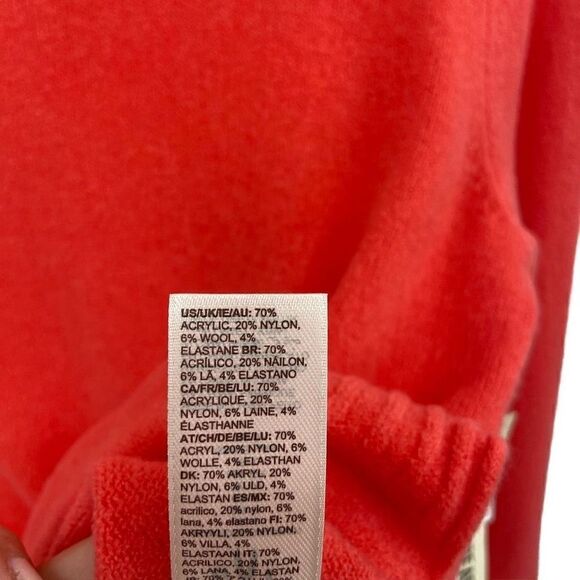 US/UK/IE/AU: 70%
ACRYLIC, 20% NYLON,
6% WOOL, 4%
ELASTANE BR: 70%
ACRÍLICO, 20% NÁILON,
6% LÃ, 4% ELASTANO
CA/FR/BE/LU: 70%
ACRYLIQUE, 20%
NYLON, 6% LAINE, 4%
ÉLASTHANNE
AT/CH/DE/BE/LU: 70%
ACRYL, 20% NYLON, 6%
WOLLE, 4% ELASTHAN
DK: 70% AKRYL, 20%
NYLON, 6% ULD, 4%
ELASTAN ES/MX: 70%
acrilico, 20% nylon, 6%
lana, 4% elastano FI: 70%
AKRYYLI, 20% NYLON,
6% VILLA, 4%
ELASTAANI IT: 70%
ACRILICO, 20% NYLON,
6% LANA, 4% ELASTAN
70%